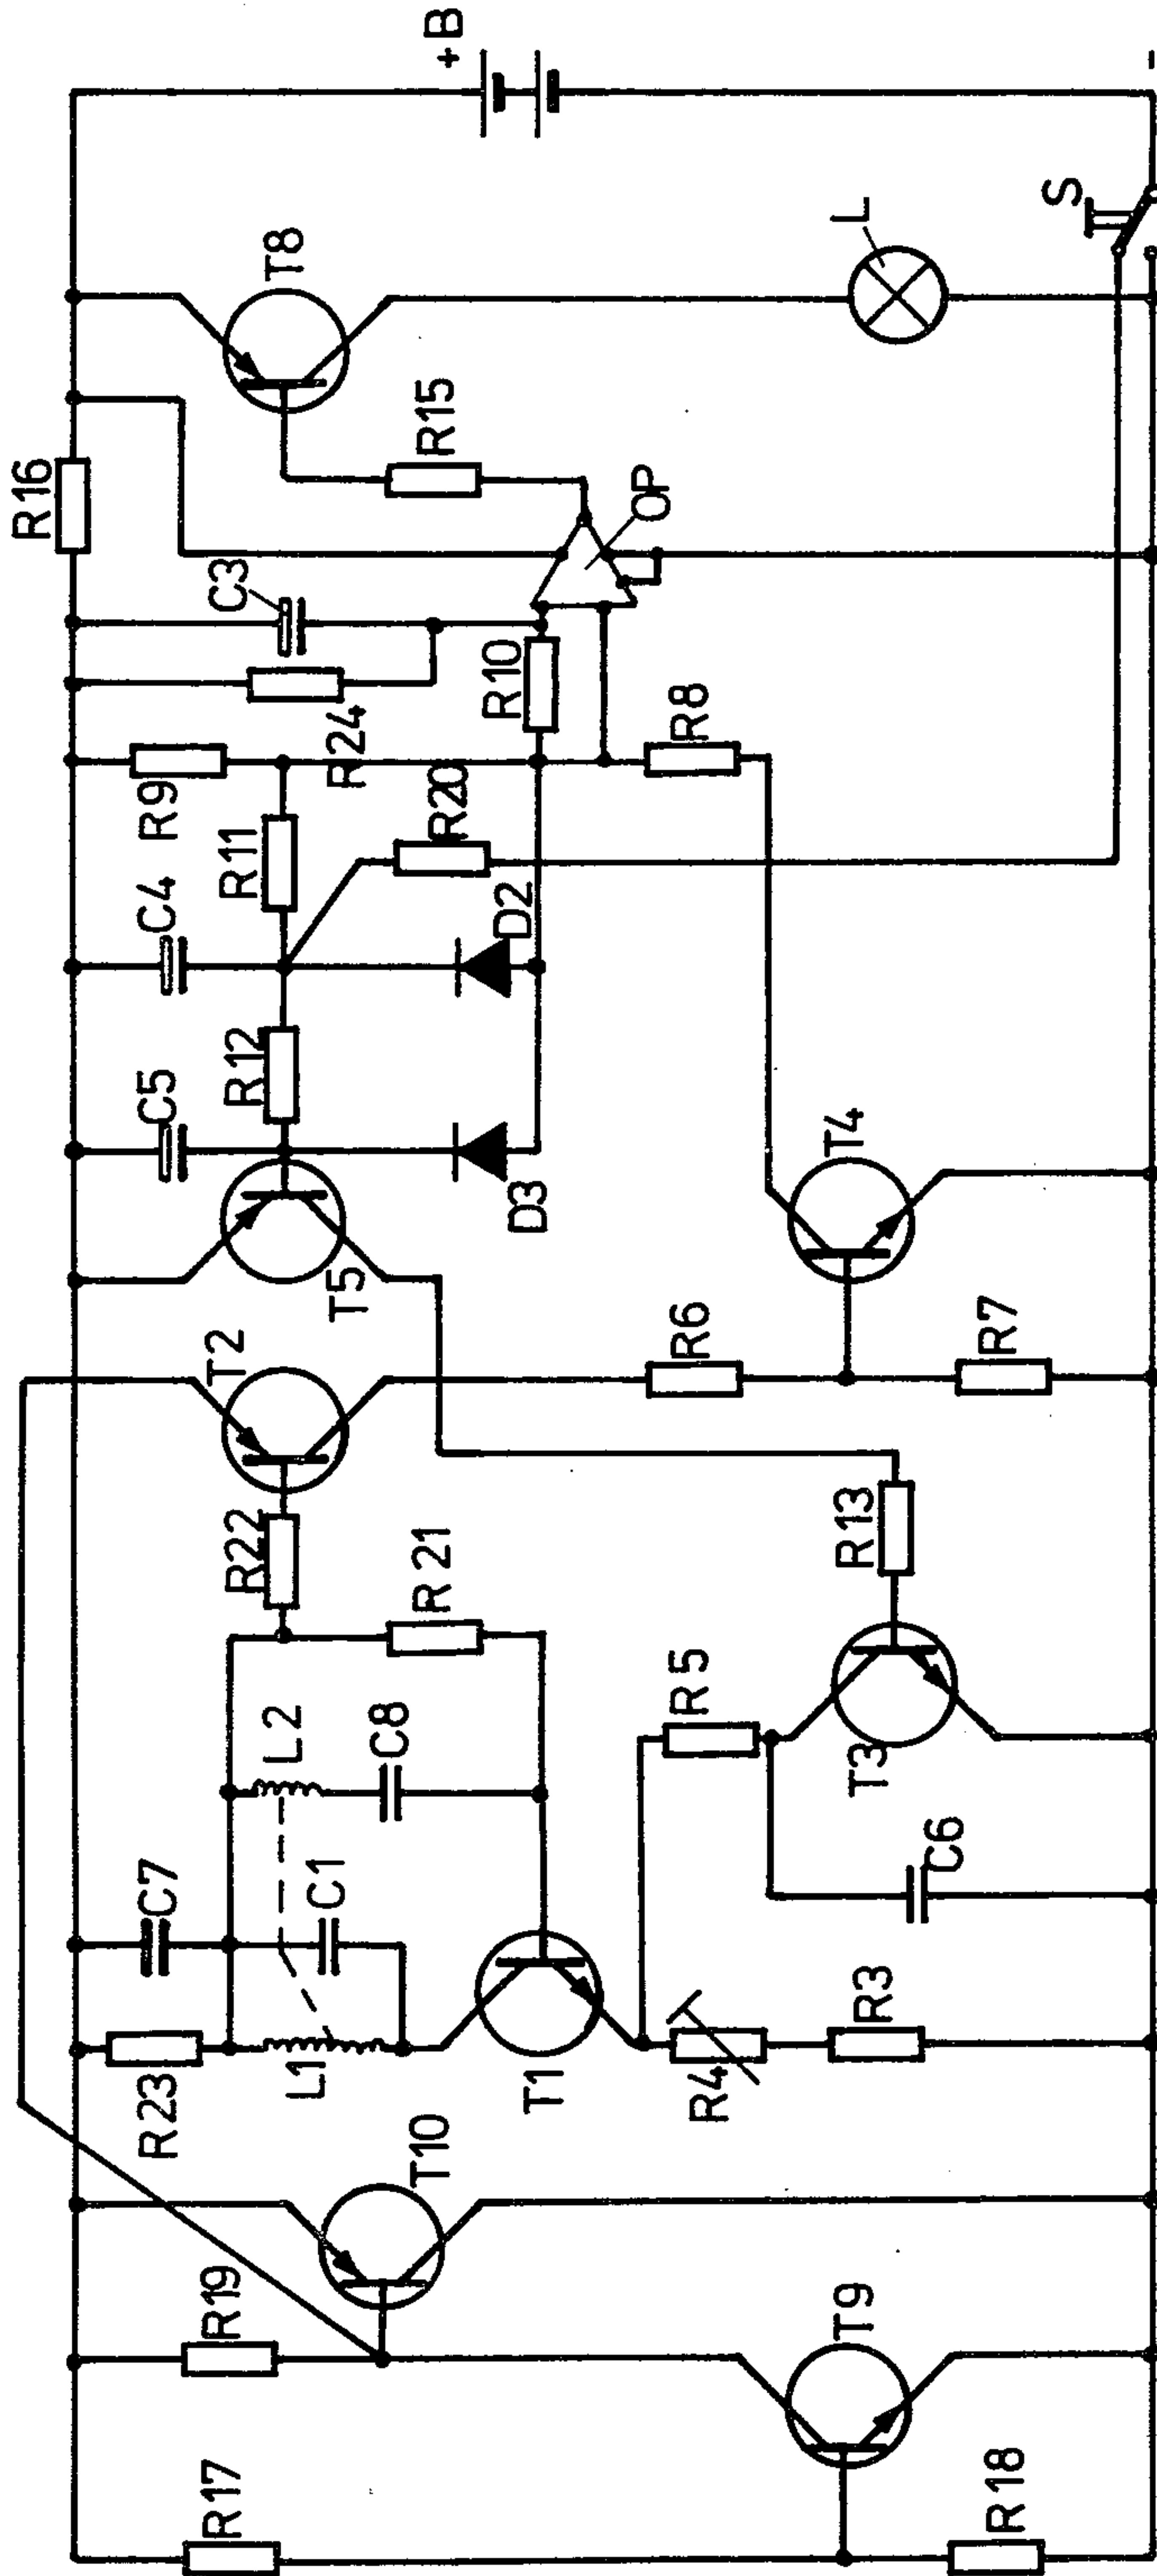 +B
-
S
L
T8
R16
R15
OP
C3
R24
R10
R9
R8
R20
R11
C4
D2
R12
C5
D3
T5
T4
T2
R6
R7
R22
R21
R13
L2
C8
R5
T3
C7
C1
C6
R23
L1
T1
R4
R3
T10
R19
T9
R17
R18